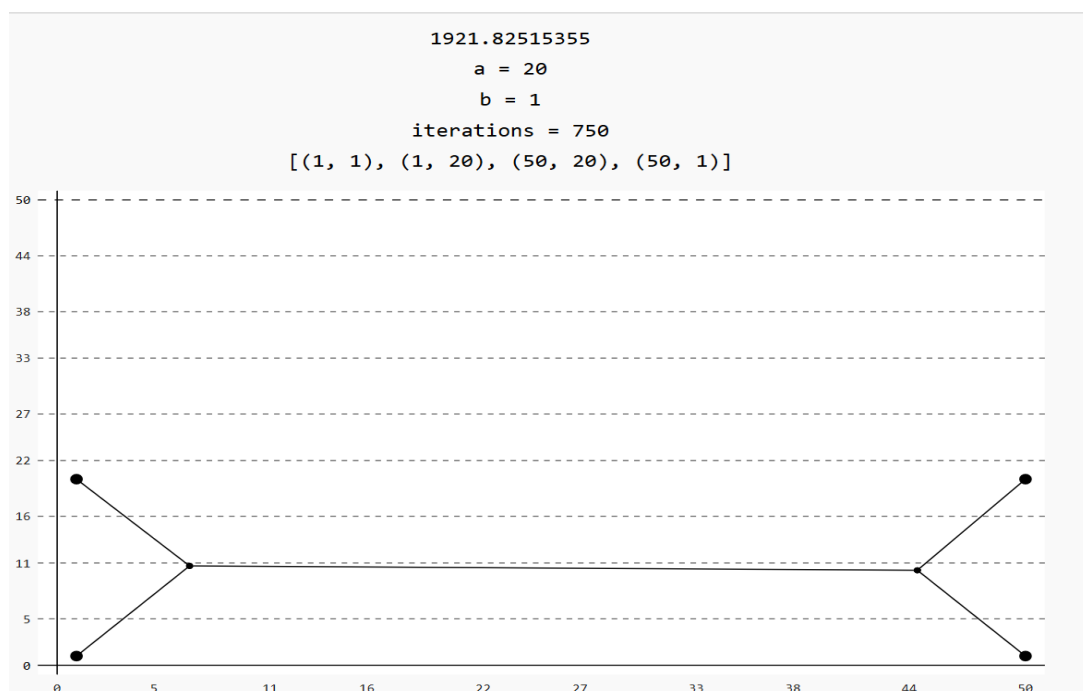 1921.82515355
a = 20
b = 1
iterations = 750
[(1, 1), (1, 20), (50, 20), (50, 1)]
50
44
38
33
27
22
16
11
5
0
0 5 11 16 22 27 33 38 44 50